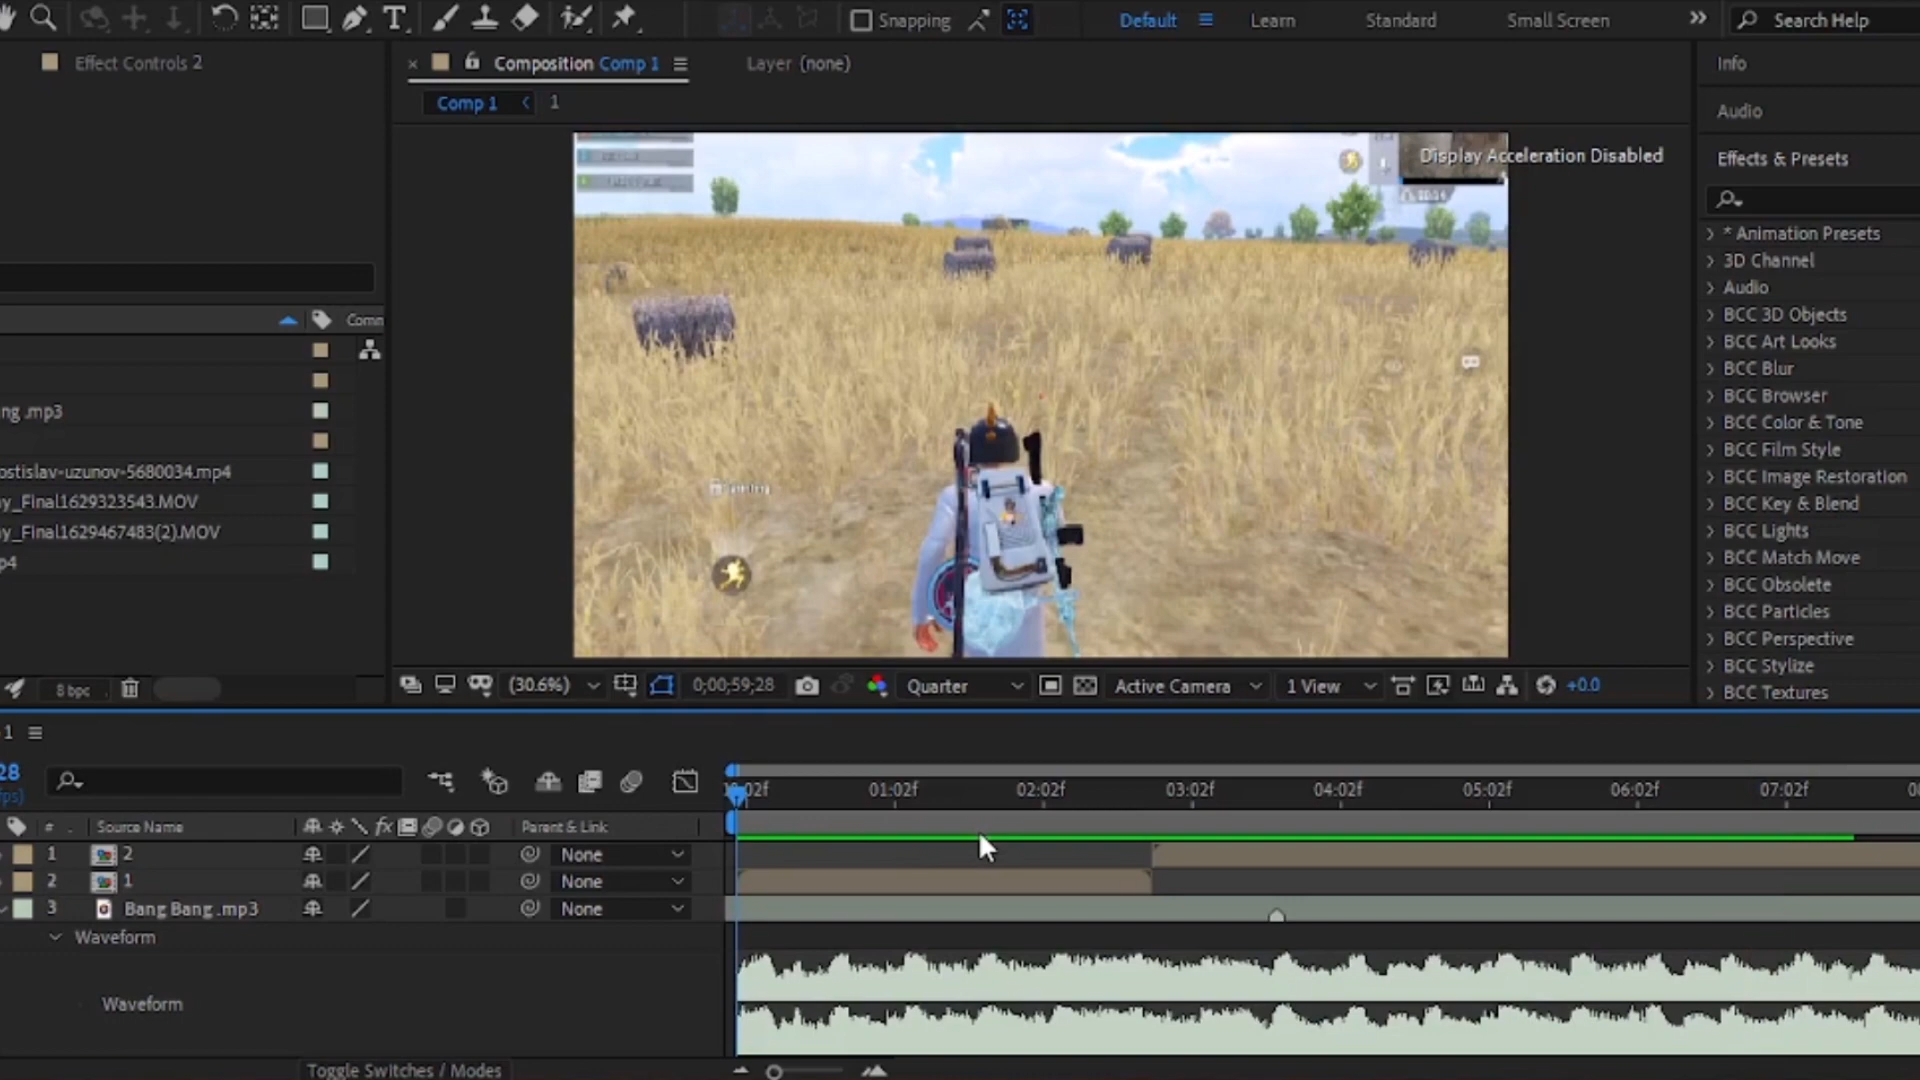 Snapping
Default
Learn
Standard
Small Screen
Search Help
Effect Controls 2
Composition Comp 1
Layer (none)
Info
Comp 1
1
Audio
Display Acceleration Disabled
Effects & Presets
* Animation Presets
3D Channel
Audio
BCC 3D Objects
BCC Art Looks
BCC Blur
BCC Browser
BCC Color & Tone
BCC Film Style
BCC Image Restoration
BCC Key & Blend
BCC Lights
BCC Match Move
BCC Obsolete
BCC Particles
BCC Perspective
BCC Stylize
BCC Textures
Comm
ng .mp3
ostislav-uzunov-5680034.mp4
y_Final1629323543.MOV
y_Final1629467483(2).MOV
p4
8 bpc
(30.6%)
0;00;59;28
Quarter
Active Camera
1 View
+0.0
1
28
fps)
02f 01:02f 02:02f 03:02f 04:02f 05:02f 06:02f 07:02f
# . Source Name
fx
Parent & Link
1 2 None
2 1 None
3 Bang Bang .mp3 None
Waveform
Waveform
Toggle Switches / Modes